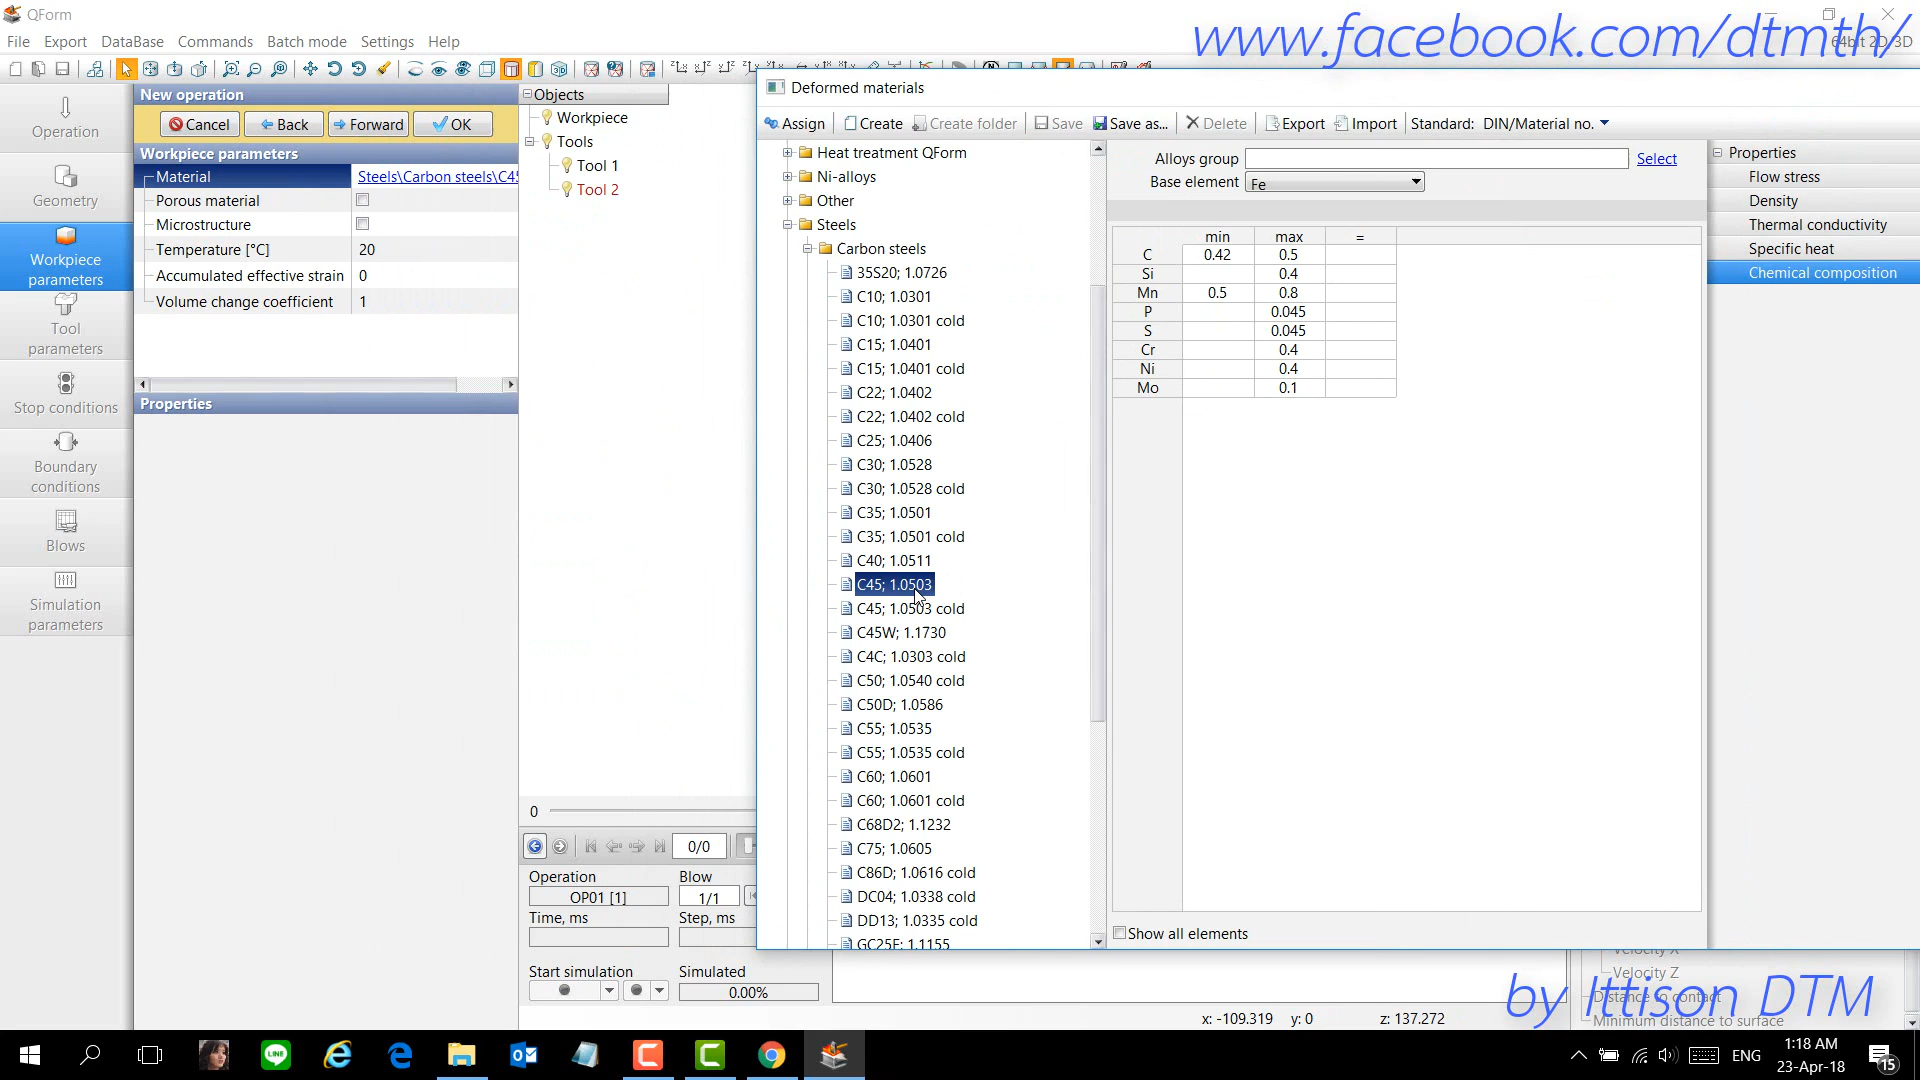 QForm
www.facebook.com/dtmth/
64bit 2D-3D
File Export DataBase Commands Batch mode Settings Help
Operation
Geometry
Workpiece
parameters
Tool
parameters
Stop conditions
Boundary
conditions
Blows
Simulation
parameters
New operation
Cancel Back Forward OK
Workpiece parameters
Material Steels\Carbon steels\C45
Porous material
Microstructure
Temperature [°C] 20
Accumulated effective strain 0
Volume change coefficient 1
Properties
Objects
Workpiece
Tools
Tool 1
Tool 2
0
0/0
Operation Blow
OP01 [1] 1/1
Time, ms Step, ms
Start simulation Simulated
0.00%
Deformed materials
Assign Create Create folder Save Save as... Delete Export Import Standard: DIN/Material no.
Heat treatment QForm
Ni-alloys
Other
Steels
Carbon steels
35S20; 1.0726
C10; 1.0301
C10; 1.0301 cold
C15; 1.0401
C15; 1.0401 cold
C22; 1.0402
C22; 1.0402 cold
C25; 1.0406
C30; 1.0528
C30; 1.0528 cold
C35; 1.0501
C35; 1.0501 cold
C40; 1.0511
C45; 1.0503
C45; 1.0503 cold
C45W; 1.1730
C4C; 1.0303 cold
C50; 1.0540 cold
C50D; 1.0586
C55; 1.0535
C55; 1.0535 cold
C60; 1.0601
C60; 1.0601 cold
C68D2; 1.1232
C75; 1.0605
C86D; 1.0616 cold
DC04; 1.0338 cold
DD13; 1.0335 cold
GC25E; 1.1155
Alloys group Select
Base element Fe
min max =
C 0.42 0.5
Si 0.4
Mn 0.5 0.8
P 0.045
S 0.045
Cr 0.4
Ni 0.4
Mo 0.1
Show all elements
Properties
Flow stress
Density
Thermal conductivity
Specific heat
Chemical composition
Velocity X
Velocity Z
Distance to contact
Minimum distance to surface
by Ittison DTM
x: -109.319 y: 0 z: 137.272
ENG
1:18 AM
23-Apr-18
15